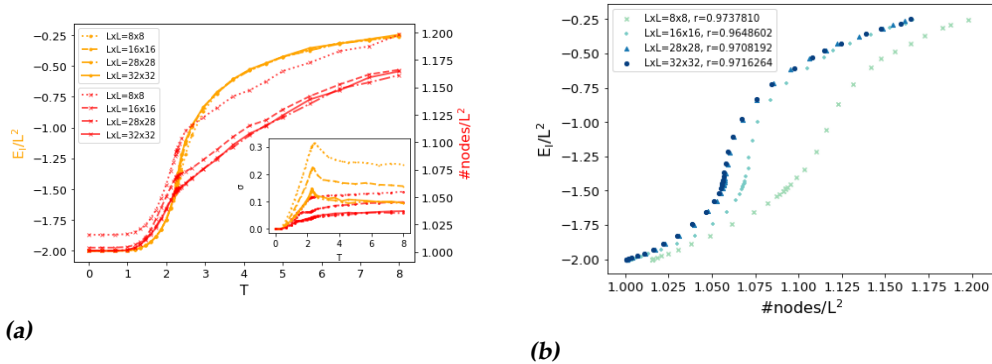 LxL=8x8
LxL=16x16
LxL=28x28
LxL=32x32
LxL=8x8
LxL=16x16
LxL=28x28
LxL=32x32
−0.25
−0.50
−0.75
−1.00
−1.25
−1.50
−1.75
−2.00
E_I/L²
0 1 2 3 4 5 6 7 8
T
1.200
1.175
1.150
1.125
1.100
1.075
1.050
1.025
1.000
#nodes/L²
0.3
0.2
0.1
0.0
σ
0 2 4 6 8
T
(a)
LxL=8x8, r=0.9737810
LxL=16x16, r=0.9648602
LxL=28x28, r=0.9708192
LxL=32x32, r=0.9716264
−0.25
−0.50
−0.75
−1.00
−1.25
−1.50
−1.75
−2.00
E_I/L²
1.000 1.025 1.050 1.075 1.100 1.125 1.150 1.175 1.200
#nodes/L²
(b)